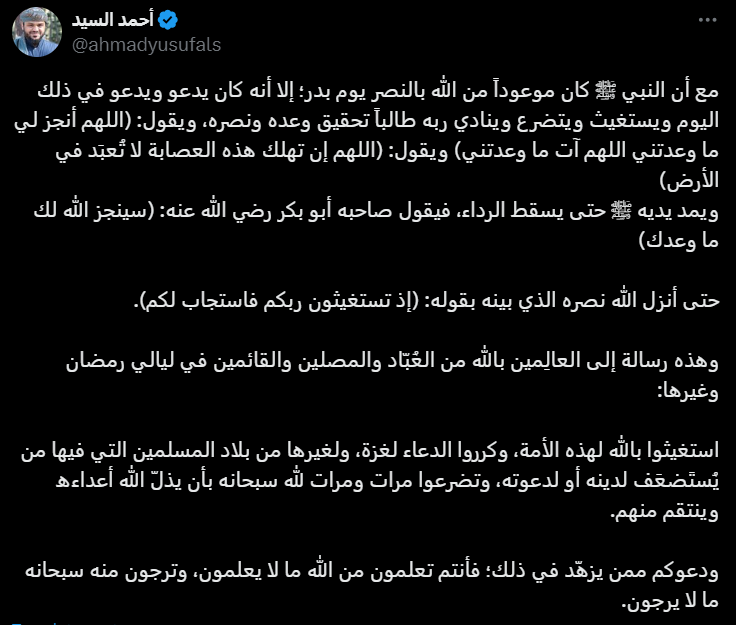 أحمد السيد
@ahmadyusufals
مع أن النبي ﷺ كان موعوداً من الله بالنصر يوم بدر؛ إلا أنه كان يدعو ويدعو في ذلك
اليوم ويستغيث ويتضرع وينادي ربه طالباً تحقيق وعده ونصره، ويقول: (اللهم أنجز لي
ما وعدتني اللهم آت ما وعدتني) ويقول: (اللهم إن تهلك هذه العصابة لا تُعبَد في
الأرض)
ويمد يديه ﷺ حتى يسقط الرداء، فيقول صاحبه أبو بكر رضي الله عنه: (سينجز الله لك
ما وعدك)
حتى أنزل الله نصره الذي بينه بقوله: (إذ تستغيثون ربكم فاستجاب لكم).
وهذه رسالة إلى العالِمين بالله من العُبّاد والمصلين والقائمين في ليالي رمضان
وغيرها:
استغيثوا بالله لهذه الأمة، وكرروا الدعاء لغزة، ولغيرها من بلاد المسلمين التي فيها من
يُستَضعَف لدينه أو لدعوته، وتضرعوا مرات ومرات لله سبحانه بأن يذلّ الله أعداءه
وينتقم منهم.
ودعوكم ممن يزهّد في ذلك؛ فأنتم تعلمون من الله ما لا يعلمون، وترجون منه سبحانه
ما لا يرجون.